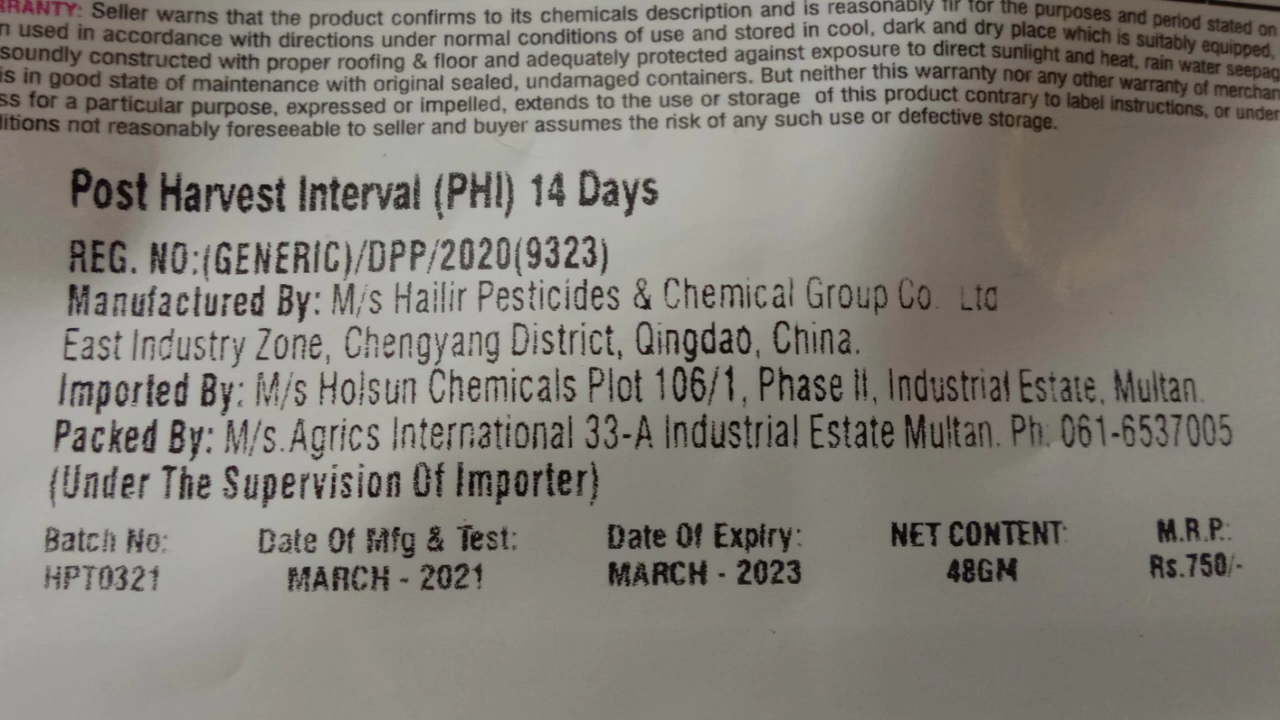 RRANTY: Seller warns that the product confirms to its chemicals description and is reasonably fir for the purposes and period stated on
n used in accordance with directions under normal conditions of use and stored in cool, dark and dry place which is suitably equipped,
soundly constructed with proper roofing & floor and adequately protected against exposure to direct sunlight and heat, rain water seepag
is in good state of maintenance with original sealed, undamaged containers. But neither this warranty nor any other warranty of merchan
ss for a particular purpose, expressed or impelled, extends to the use or storage of this product contrary to label instructions, or under
litions not reasonably foreseeable to seller and buyer assumes the risk of any such use or defective storage.
Post Harvest Interval (PHI) 14 Days
REG. NO:(GENERIC)/DPP/2020(9323)
Manufactured By: M/s Hailir Pesticides & Chemical Group Co. Ltd
East Industry Zone, Chengyang District, Qingdao, China.
Imported By: M/s Holsun Chemicals Plot 106/1, Phase II, Industrial Estate, Multan.
Packed By: M/s.Agrics International 33-A Industrial Estate Multan. Ph: 061-6537005
(Under The Supervision Of Importer)
Batch No: Date Of Mfg & Test: Date Of Expiry: NET CONTENT: M.R.P.:
HPT0321 MARCH - 2021 MARCH - 2023 48GM Rs.750/-